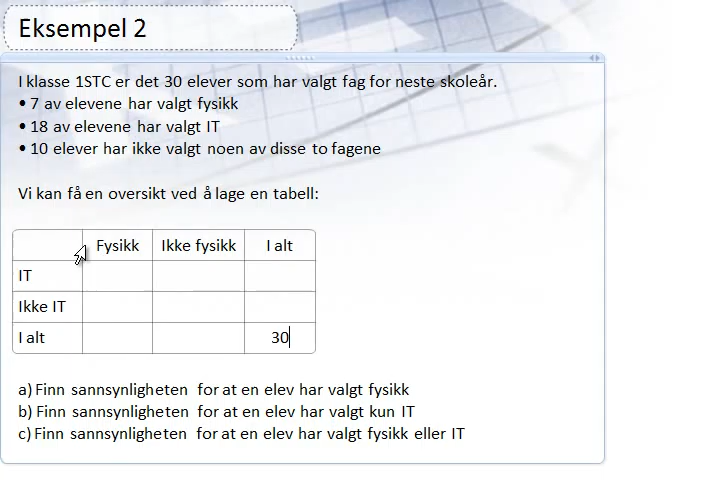 Eksempel 2
I klasse 1STC er det 30 elever som har valgt fag for neste skoleår.
• 7 av elevene har valgt fysikk
• 18 av elevene har valgt IT
• 10 elever har ikke valgt noen av disse to fagene
Vi kan få en oversikt ved å lage en tabell:
Fysikk Ikke fysikk I alt
IT
Ikke IT
I alt 30
a) Finn sannsynligheten for at en elev har valgt fysikk
b) Finn sannsynligheten for at en elev har valgt kun IT
c) Finn sannsynligheten for at en elev har valgt fysikk eller IT